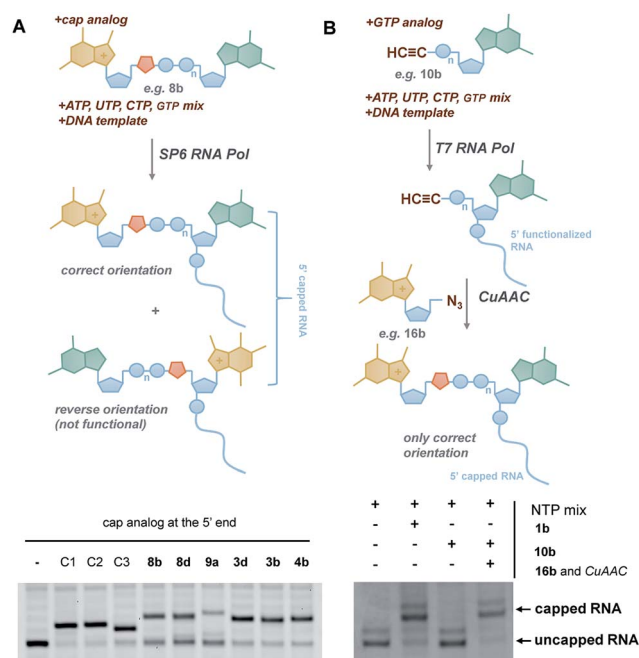 A
+cap analog
n
e.g. 8b
+ATP, UTP, CTP, GTP mix
+DNA template
SP6 RNA Pol
+
n
correct orientation
+
5' capped RNA
n
+
reverse orientation
(not functional)
cap analog at the 5' end
- C1 C2 C3 8b 8d 9a 3d 3b 4b
B
+GTP analog
HC≡C
n
e.g. 10b
+ATP, UTP, CTP, GTP mix
+DNA template
T7 RNA Pol
HC≡C
n
5' functionalized
RNA
+
N3
CuAAC
e.g. 16b
+
n
only correct
orientation
5' capped RNA
+ + + + NTP mix
- + - - 1b
- - + + 10b
- - - + 16b and CuAAC
capped RNA
uncapped RNA